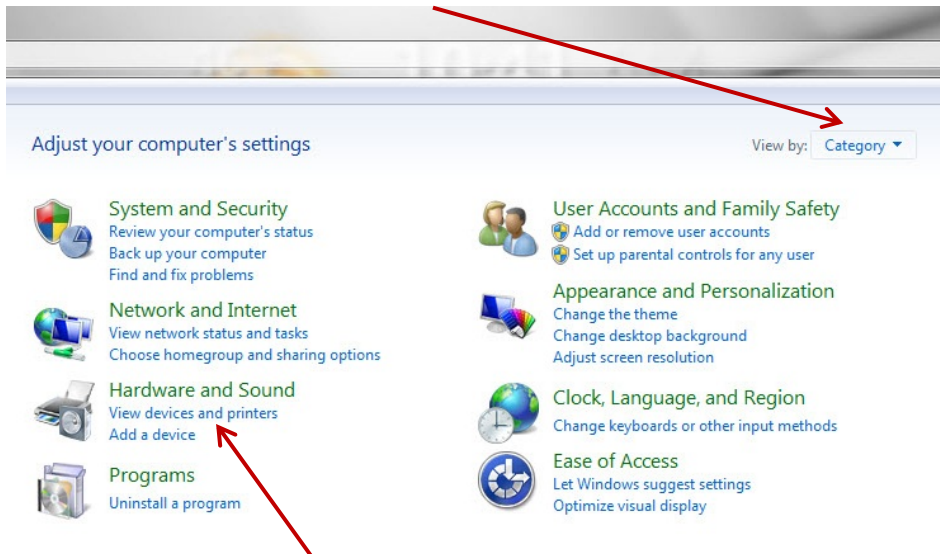 Adjust your computer's settings
View by: Category
System and Security
Review your computer's status
Back up your computer
Find and fix problems
Network and Internet
View network status and tasks
Choose homegroup and sharing options
Hardware and Sound
View devices and printers
Add a device
Programs
Uninstall a program
User Accounts and Family Safety
Add or remove user accounts
Set up parental controls for any user
Appearance and Personalization
Change the theme
Change desktop background
Adjust screen resolution
Clock, Language, and Region
Change keyboards or other input methods
Ease of Access
Let Windows suggest settings
Optimize visual display